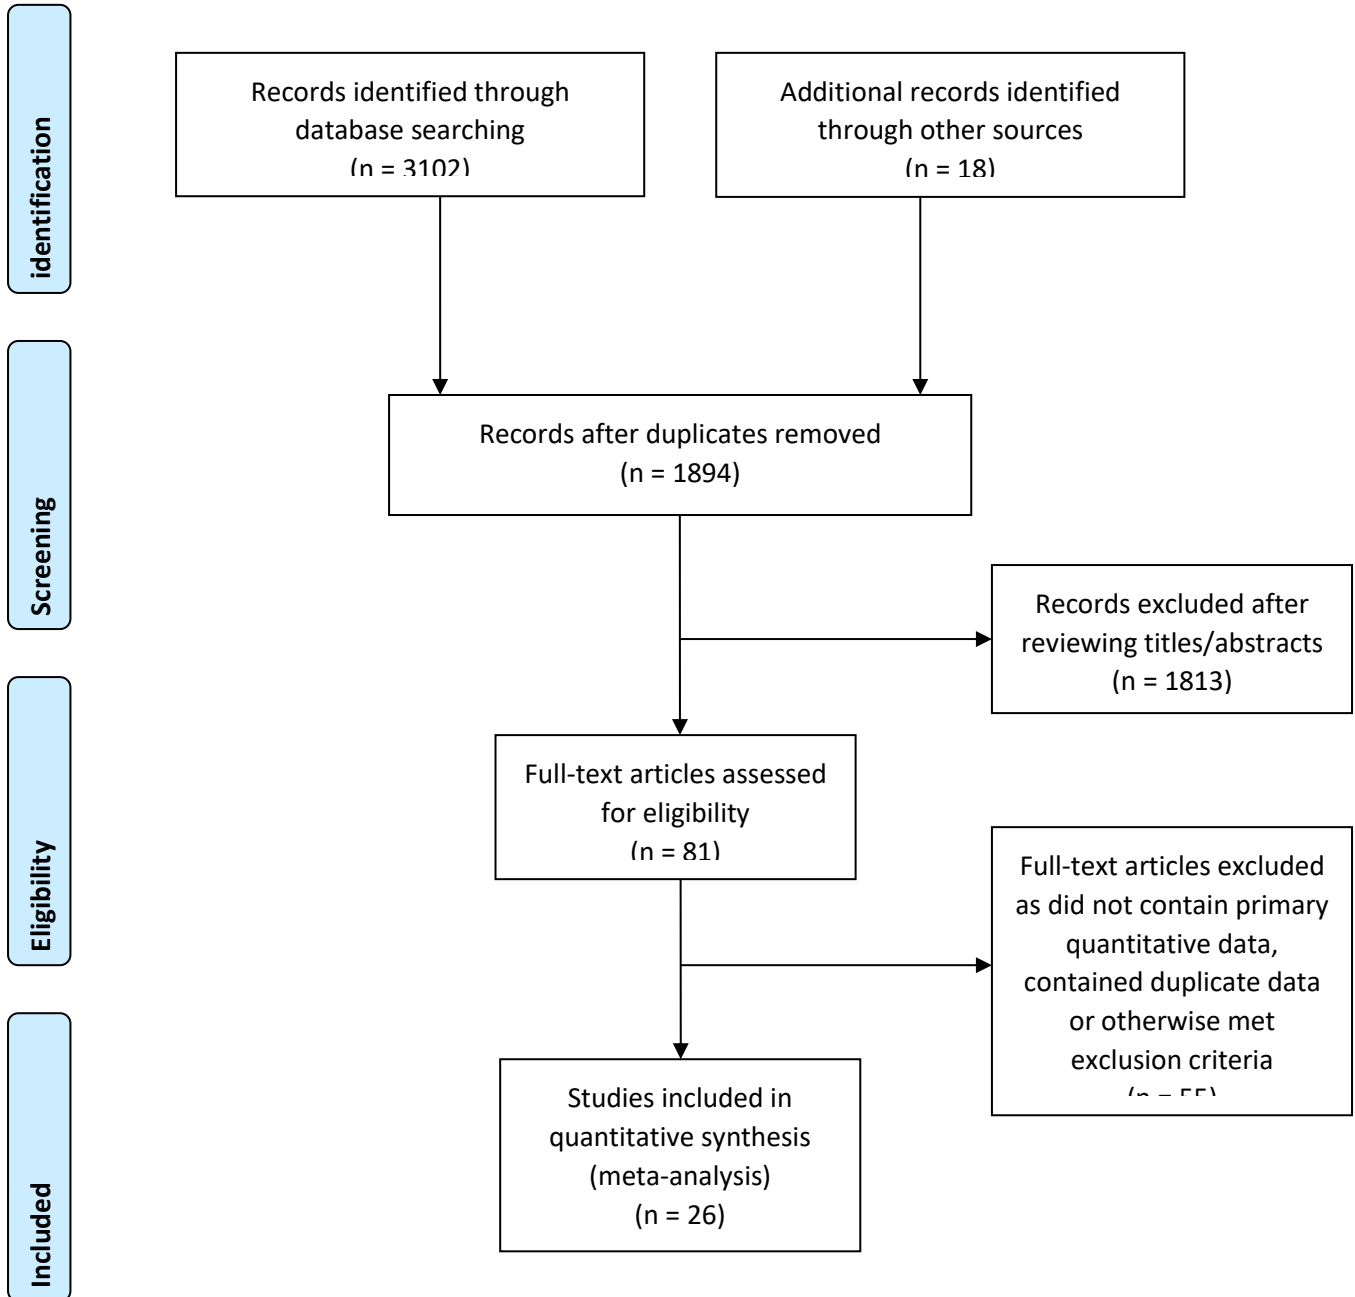 identification
Records identified through
database searching
(n = 3102)
Additional records identified
through other sources
(n = 18)
Screening
Records after duplicates removed
(n = 1894)
Records excluded after
reviewing titles/abstracts
(n = 1813)
Eligibility
Full-text articles assessed
for eligibility
(n = 81)
Full-text articles excluded
as did not contain primary
quantitative data,
contained duplicate data
or otherwise met
exclusion criteria
(n = 55)
Included
Studies included in
quantitative synthesis
(meta-analysis)
(n = 26)